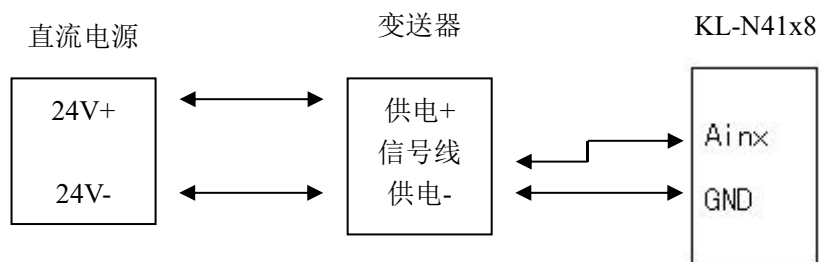 直流电源
变送器
KL-N41x8
24V+
24V-
供电+
信号线
供电-
Ainx
GND